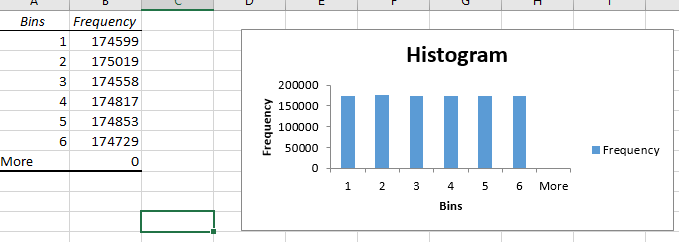 A B C D E F G H I
Bins Frequency
1 174599
2 175019
3 174558
4 174817
5 174853
6 174729
More 0
Histogram
Frequency
200000
150000
100000
50000
0
1 2 3 4 5 6 More
Bins
Frequency